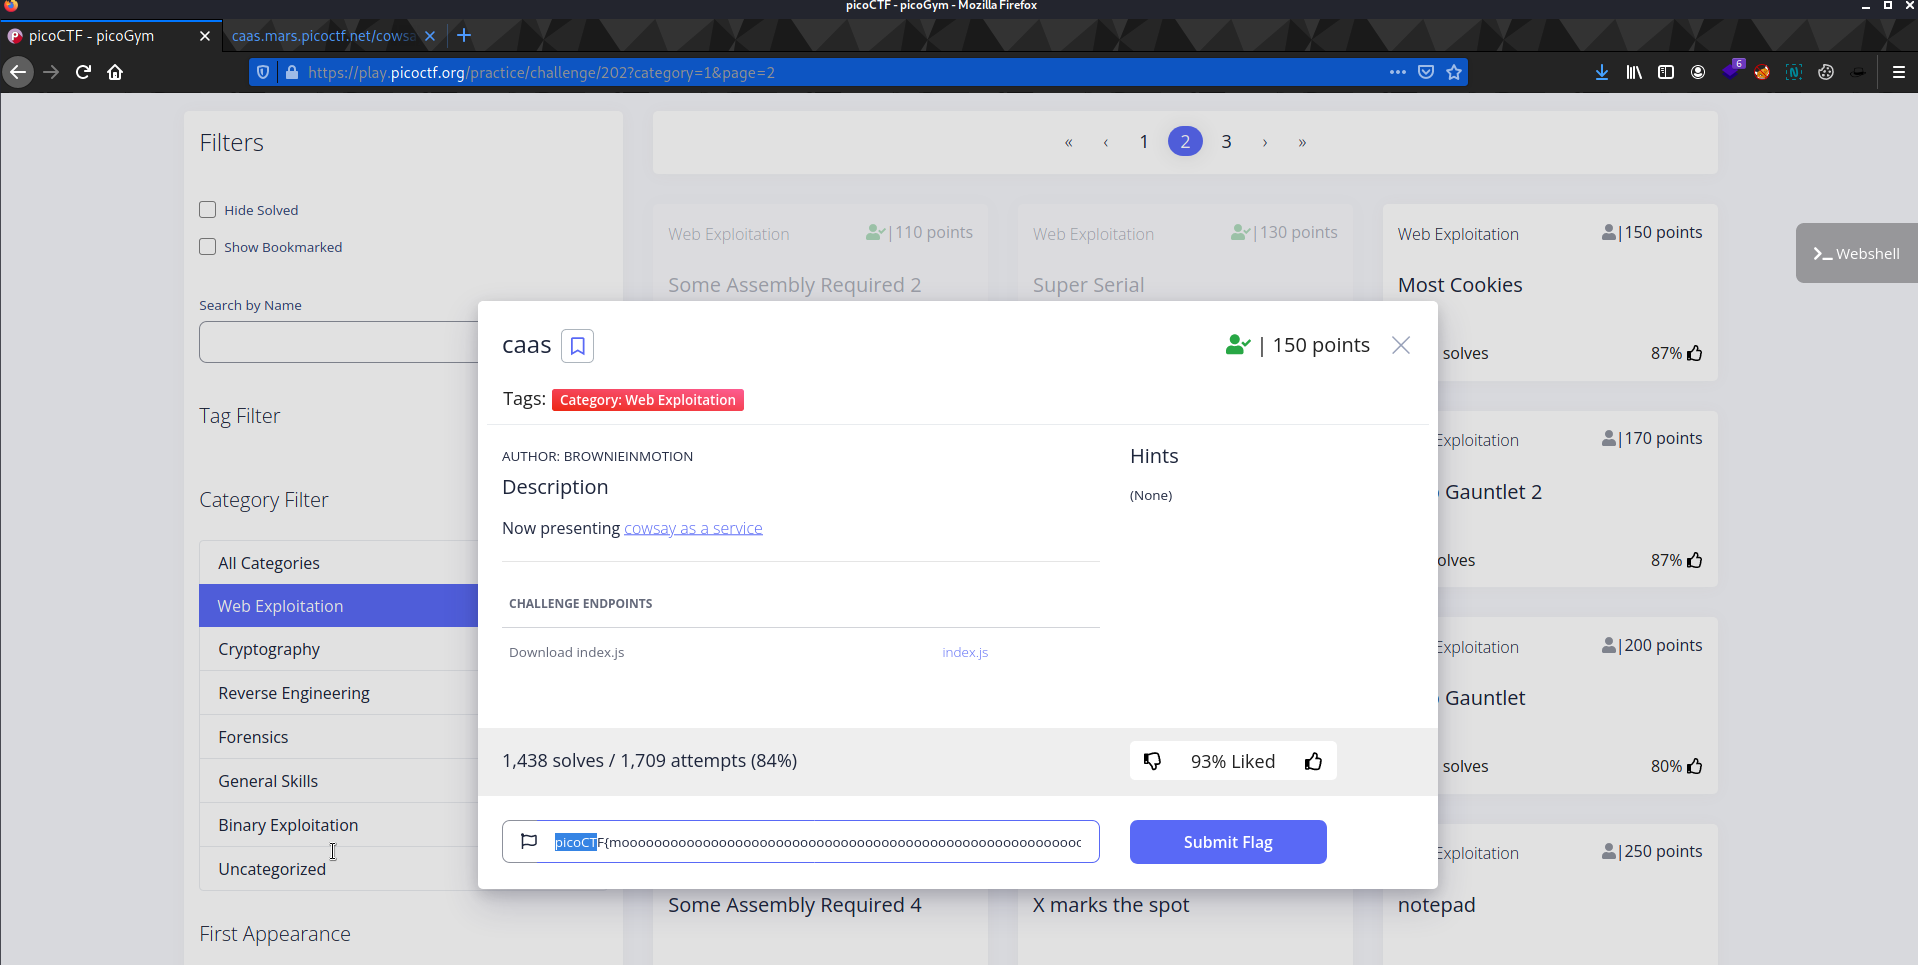 picoCTF - picoGym - Mozilla Firefox
picoCTF - picoGym
caas.mars.picoctf.net/cowsa
https://play.picoctf.org/practice/challenge/202?category=1&page=2
6
Filters
Hide Solved
Show Bookmarked
Search by Name
Tag Filter
Category Filter
All Categories
Web Exploitation
Cryptography
Reverse Engineering
Forensics
General Skills
Binary Exploitation
Uncategorized
First Appearance
« ‹ 1 2 3 › »
Web Exploitation |110 points
Some Assembly Required 2
Web Exploitation |130 points
Super Serial
Web Exploitation |150 points
Most Cookies
solves 87%
>_ Webshell
caas | 150 points
Tags: Category: Web Exploitation
AUTHOR: BROWNIEINMOTION
Description
Now presenting cowsay as a service
Hints
(None)
CHALLENGE ENDPOINTS
Download index.js index.js
1,438 solves / 1,709 attempts (84%)
93% Liked
Submit Flag
Exploitation |170 points
Gauntlet 2
olves 87%
Exploitation |200 points
Gauntlet
solves 80%
Exploitation |250 points
Some Assembly Required 4
X marks the spot
notepad